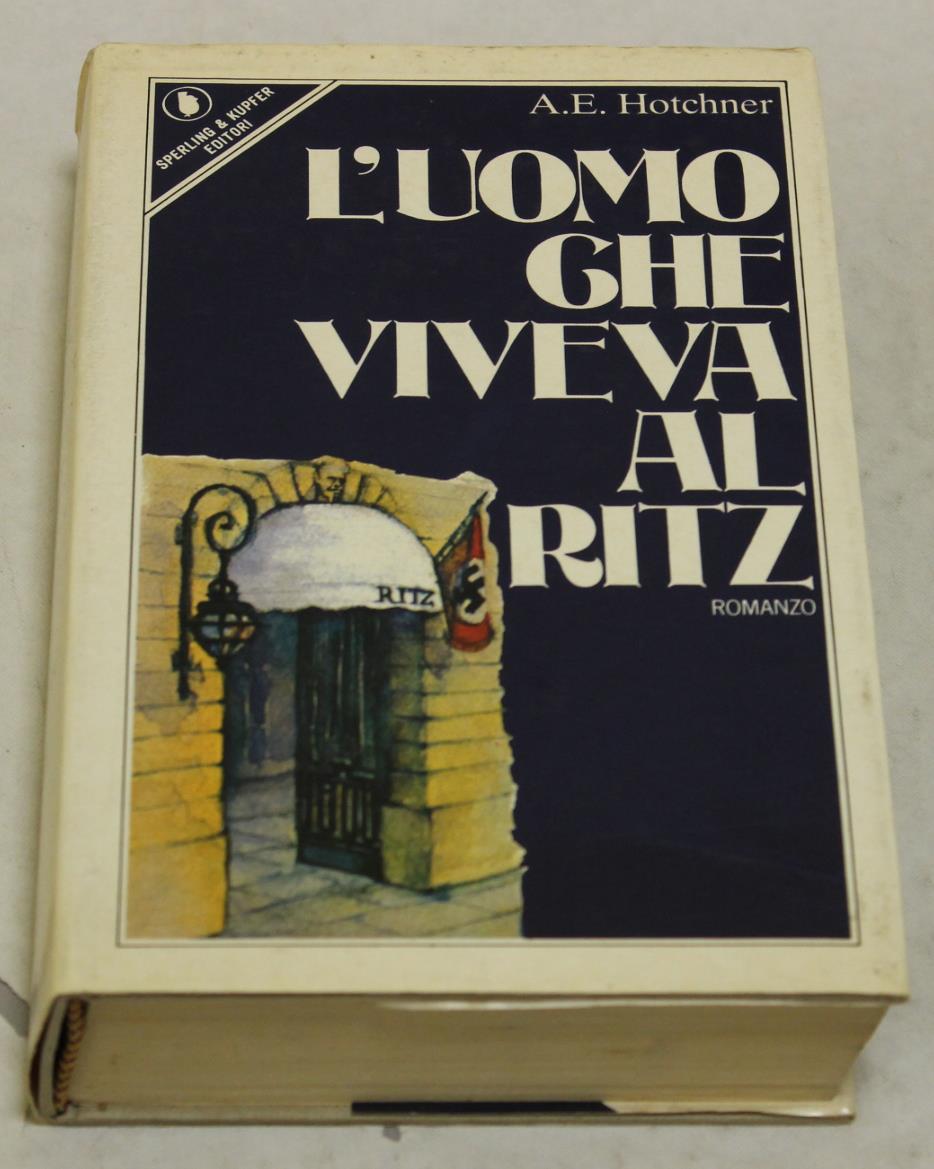 SPERLING & KUPFER
EDITORI
A.E. Hotchner
L'UOMO
CHE
VIVEVA
AL
RITZ
ROMANZO
RITZ